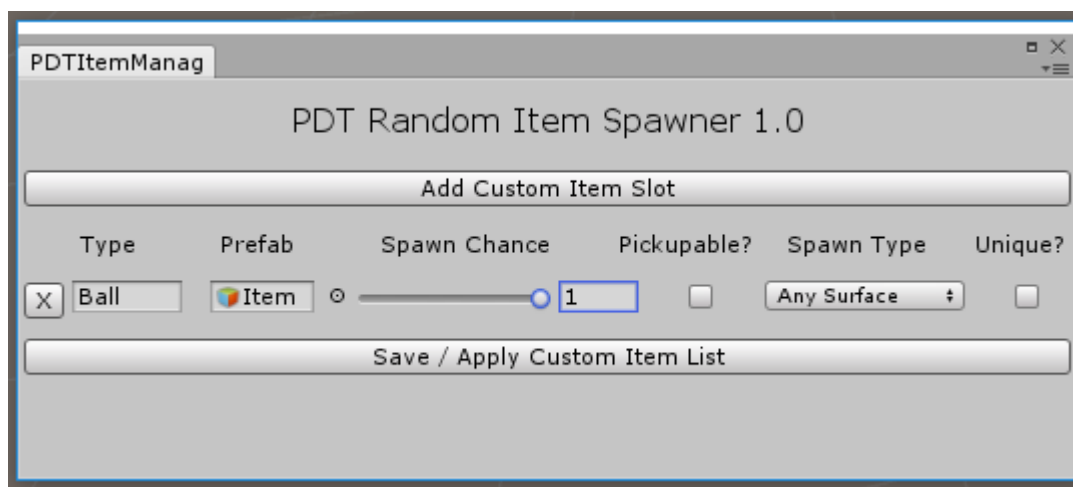 PDTItemManag
PDT Random Item Spawner 1.0
Add Custom Item Slot
Type Prefab Spawn Chance Pickupable? Spawn Type Unique?
X Ball Item 1 Any Surface
Save / Apply Custom Item List